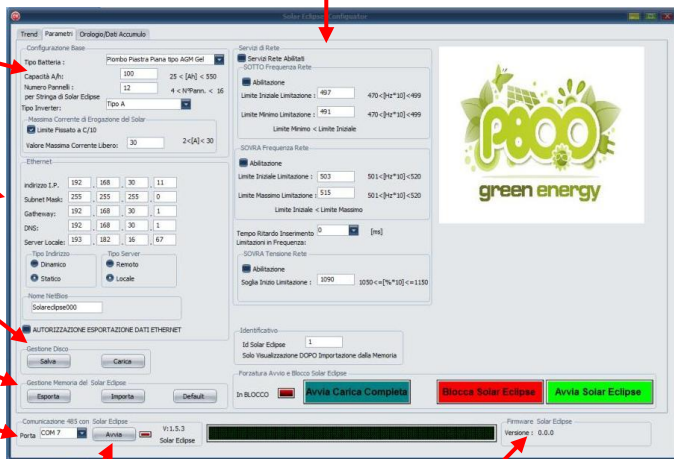 Solar Eclipse Configurator
Trend Parametri Orologio/Dati Accumulo
Configurazione Base
Tipo Batteria : Piombo Piastra Piana tipo AGM Gel
Capacità A/h: 100 25 < [Ah] < 550
Numero Pannelli per Stringa di Solar Eclipse 12 4 < N°Pann. < 16
Tipo Inverter: Tipo A
Massima Corrente di Erogazione del Solar
Limite Fissato a C/10
Valore Massima Corrente Libero: 30 2<[A]< 30
Ethernet
indirizzo I.P. 192 . 168 . 30 . 11
Subnet Mask: 255 . 255 . 255 . 0
Gatheway: 192 . 168 . 30 . 1
DNS: 192 . 168 . 30 . 1
Server Locale: 193 . 182 . 16 . 67
Tipo Indirizzo Tipo Server
Dinamico Remoto
Statico Locale
Nome NetBios
Solareclipse000
AUTORIZZAZIONE ESPORTAZIONE DATI ETHERNET
Gestione Disco
Salva Carica
Gestione Memoria del Solar Eclipse
Esporta Importa Default
Servizi di Rete
Servizi Rete Abilitati
SOTTO Frequenza Rete
Abilitazione
Limite Iniziale Limitazione : 497 470<[Hz*10]<499
Limite Minimo Limitazione : 491 470<[Hz*10]<499
Limite Minimo < Limite Iniziale
SOVRA Frequenza Rete
Abilitazione
Limite Iniziale Limitazione : 503 501<[Hz*10]<520
Limite Massimo Limitazione : 515 501<[Hz*10]<520
Limite Iniziale < Limite Massimo
Tempo Ritardo Inserimento 0 [ms]
Limitazioni in Frequenza:
SOVRA Tensione Rete
Abilitazione
Soglia Inizo Limitazione : 1090 1050<=[%*10]<=1150
Identificativo
Id Solar Eclipse 1
Solo Visualizzazione DOPO Importazione dalla Memoria
Forzatura Avvio e Blocco Solar Eclipse
In BLOCCO Avvia Carica Completa Blocca Solar Eclipse Avvia Solar Eclipse
P800
green energy
Comunicazione 485 con Solar Eclipse
Porta COM 7 Avvia V:1.5.3
Solar Eclipse
Firmware Solar Eclipse
Versione : 0.0.0